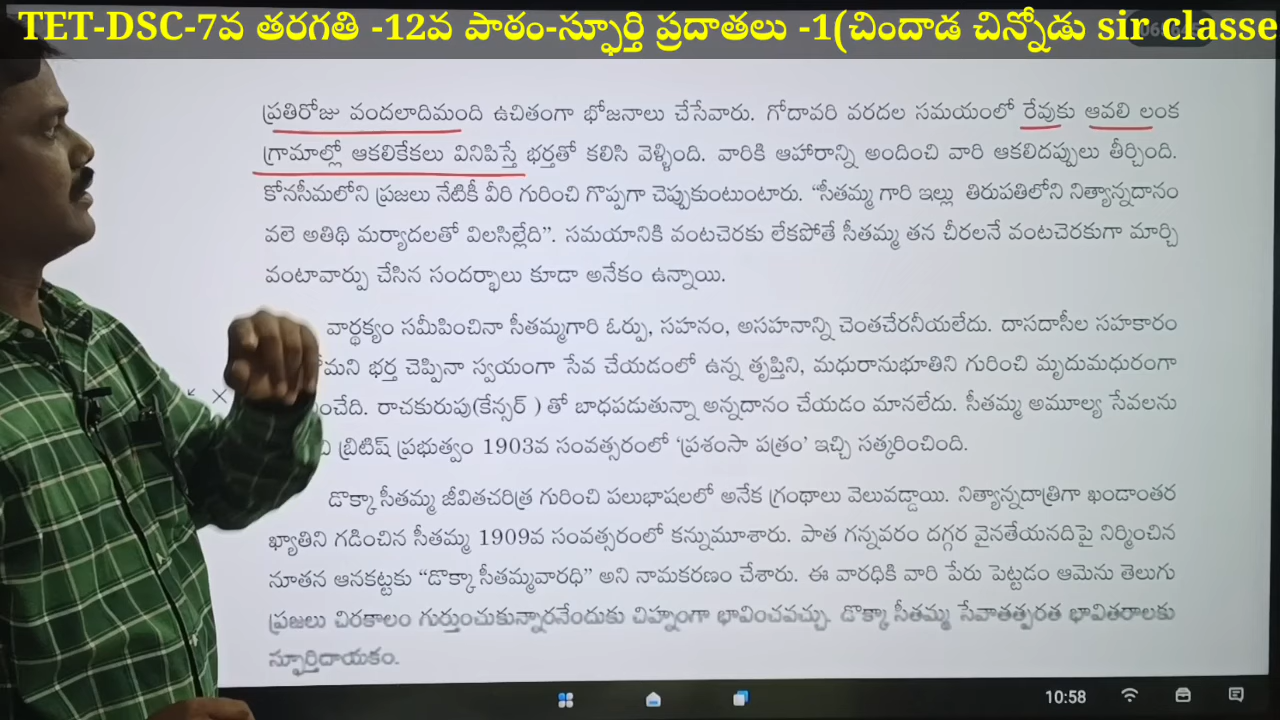 TET-DSC-7వ తరగతి -12వ పాఠం-స్ఫూర్తి ప్రదాతలు -1(చిందాడ చిన్నోడు sir classe
ప్రతిరోజు వందలాదిమంది ఉచితంగా భోజనాలు చేసేవారు. గోదావరి వరదల సమయంలో రేవుకు ఆవలి లంక
గ్రామాల్లో ఆకలికేకలు వినిపిస్తే భర్తతో కలిసి వెళ్ళింది. వారికి ఆహారాన్ని అందించి వారి ఆకలిదప్పులు తీర్చింది.
కోనసీమలోని ప్రజలు నేటికీ వీరి గురించి గొప్పగా చెప్పుకుంటుంటారు. “సీతమ్మ గారి ఇల్లు తిరుపతిలోని నిత్యాన్నదానం
వలె అతిథి మర్యాదలతో విలసిల్లేది”. సమయానికి వంటచెరకు లేకపోతే సీతమ్మ తన చీరలనే వంటచెరకుగా మార్చి
వంటావార్పు చేసిన సందర్భాలు కూడా అనేకం ఉన్నాయి.
వార్థక్యం సమీపించినా సీతమ్మగారి ఓర్పు, సహనం, అసహనాన్ని చెంతచేరనీయలేదు. దాసదాసీల సహకారం
మని భర్త చెప్పినా స్వయంగా సేవ చేయడంలో ఉన్న తృప్తిని, మధురానుభూతిని గురించి మృదుమధురంగా
ంచేది. రాచకురుపు(కేన్సర్ ) తో బాధపడుతున్నా అన్నదానం చేయడం మానలేదు. సీతమ్మ అమూల్య సేవలను
బ్రిటిష్ ప్రభుత్వం 1903వ సంవత్సరంలో ‘ప్రశంసా పత్రం’ ఇచ్చి సత్కరించింది.
డొక్కా సీతమ్మ జీవితచరిత్ర గురించి పలుభాషలలో అనేక గ్రంథాలు వెలువడ్డాయి. నిత్యాన్నదాత్రిగా ఖండాంతర
ఖ్యాతిని గడించిన సీతమ్మ 1909వ సంవత్సరంలో కన్నుమూశారు. పాత గన్నవరం దగ్గర వైనతేయనదిపై నిర్మించిన
నూతన ఆనకట్టకు “డొక్కా సీతమ్మవారధి” అని నామకరణం చేశారు. ఈ వారధికి వారి పేరు పెట్టడం ఆమెను తెలుగు
ప్రజలు చిరకాలం గుర్తుంచుకున్నారనేందుకు చిహ్నంగా భావించవచ్చు. డొక్కా సీతమ్మ సేవాతత్పరత భావితరాలకు
స్ఫూర్తిదాయకం.
10:58